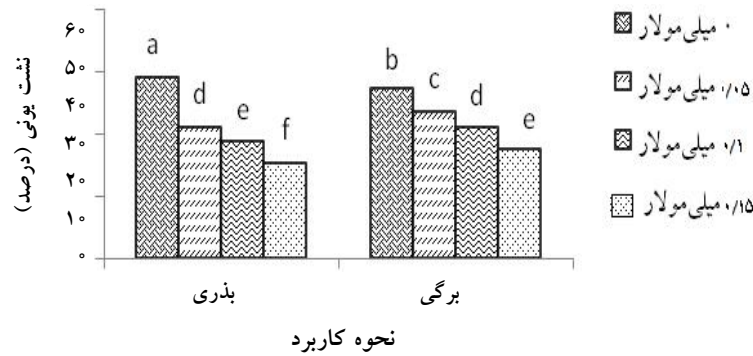 نشت یونی (درصد)
۶۰
۵۰
۴۰
۳۰
۲۰
۱۰
۰
a
d
e
f
b
c
d
e
بذری
برگی
نحوه کاربرد
۰ میلی‌مولار
۰/۰۵ میلی‌مولار
۰/۱ میلی‌مولار
۰/۱۵ میلی‌مولار